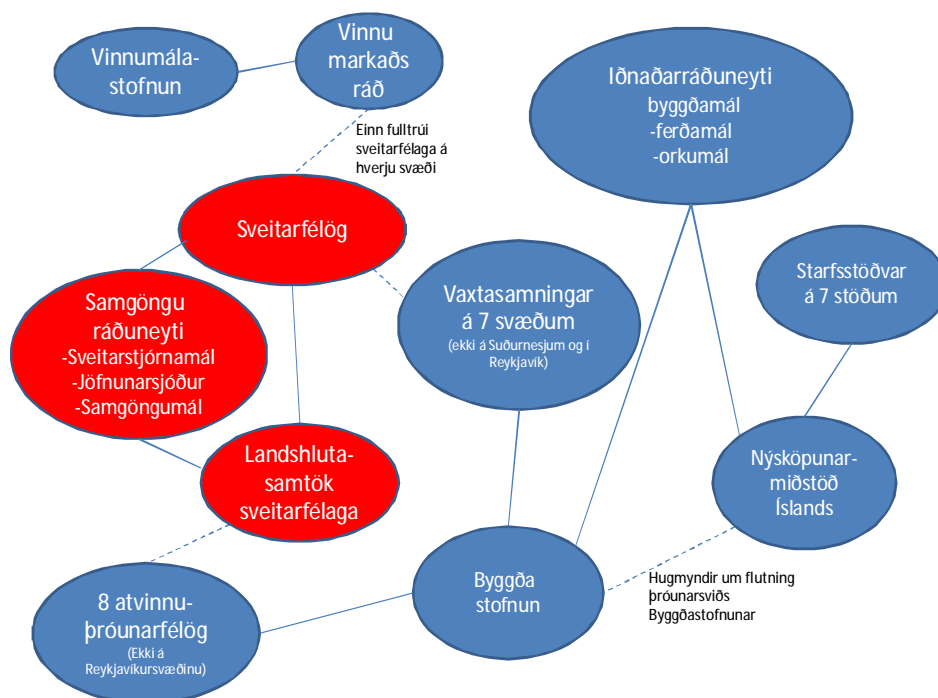 Vinnumála-
stofnun
Vinnu
markaðs
ráð
Iðnaðarráðuneyti
byggðamál
-ferðamál
-orkumál
Einn fulltrúi
sveitarfélaga á
hverju svæði
Sveitarfélög
Starfsstöðvar
á 7 stöðum
Vaxtasamningar
á 7 svæðum
(ekki á Suðurnesjum og í
Reykjavík)
Samgöngu
ráðuneyti
-Sveitarstjórnamál
-Jöfnunarsjóður
-Samgöngumál
Landshluta-
samtök
sveitarfélaga
Nýsköpunar-
miðstöð
Íslands
Byggða
stofnun
Hugmyndir um flutning
þróunarsviðs
Byggðastofnunar
8 atvinnu-
þróunarfélög
(Ekki á
Reykjavíkursvæðinu)